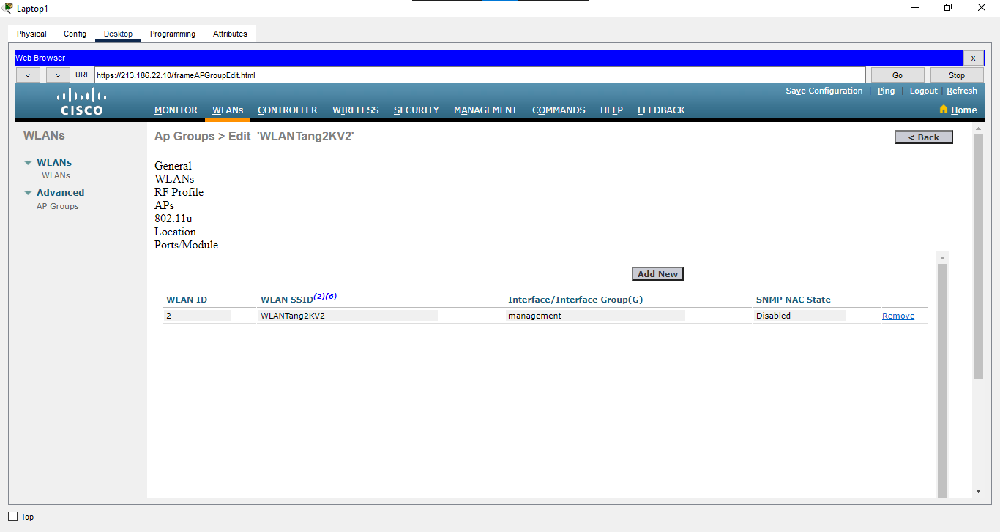 Laptop1
Physical Config Desktop Programming Attributes
Web Browser X
< > URL https://213.186.22.10/frameAPGroupEdit.html Go Stop
Save Configuration | Ping | Logout | Refresh
CISCO MONITOR WLANs CONTROLLER WIRELESS SECURITY MANAGEMENT COMMANDS HELP FEEDBACK Home
WLANs
WLANs
WLANs
Advanced
AP Groups
Ap Groups > Edit 'WLANTang2KV2' < Back
General
WLANs
RF Profile
APs
802.11u
Location
Ports/Module
Add New
WLAN ID WLAN SSID(2)(6) Interface/Interface Group(G) SNMP NAC State
2 WLANTang2KV2 management Disabled Remove
Top